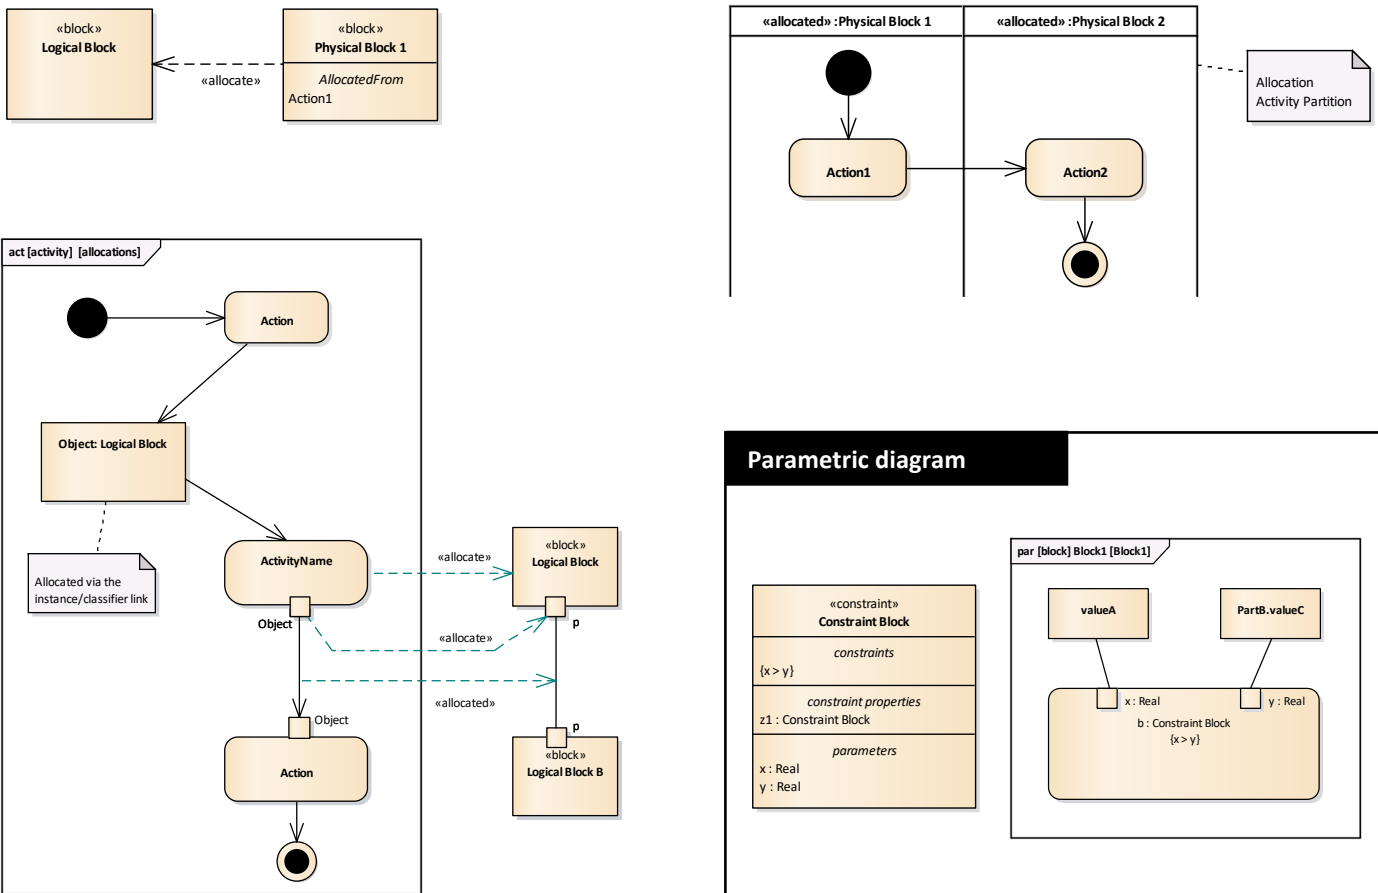 «block»
Logical Block
«allocate»
«block»
Physical Block 1
AllocatedFrom
Action1
«allocated» :Physical Block 1
«allocated» :Physical Block 2
Action1
Action2
Allocation
Activity Partition
act [activity] [allocations]
Action
Object: Logical Block
Allocated via the
instance/classifier link
ActivityName
Object
«allocate»
«block»
Logical Block
p
«allocate»
«allocated»
Object
Action
p
«block»
Logical Block B
Parametric diagram
«constraint»
Constraint Block
constraints
{x > y}
constraint properties
z1 : Constraint Block
parameters
x : Real
y : Real
par [block] Block1 [Block1]
valueA
PartB.valueC
x : Real
y : Real
b : Constraint Block
{x > y}